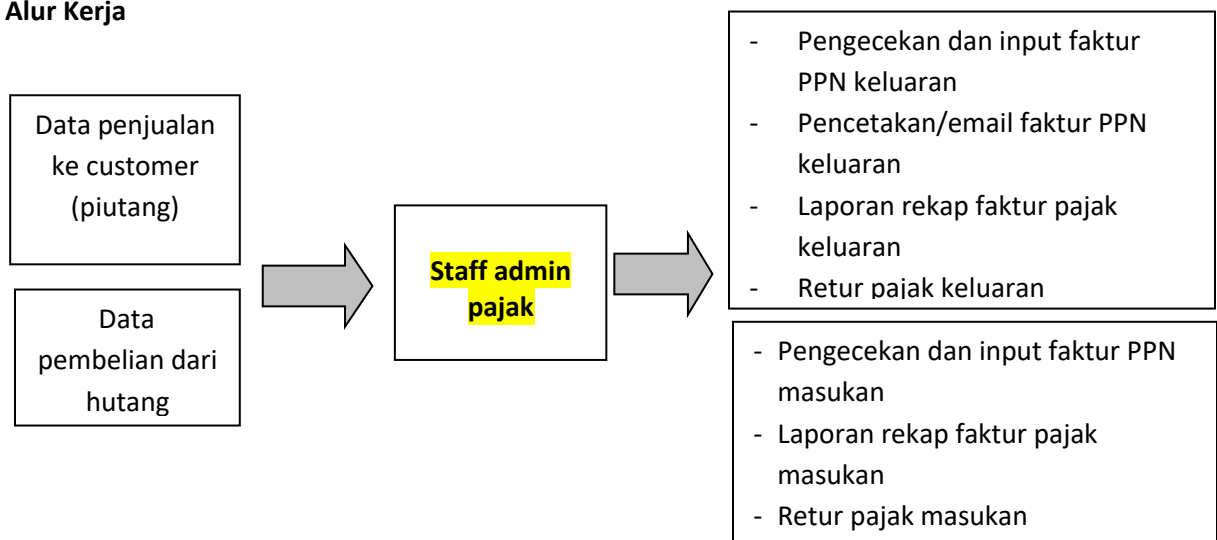 Alur Kerja
Data penjualan
ke customer
(piutang)
Data
pembelian dari
hutang
Staff admin
pajak
- Pengecekan dan input faktur
PPN keluaran
- Pencetakan/email faktur PPN
keluaran
- Laporan rekap faktur pajak
keluaran
- Retur pajak keluaran
- Pengecekan dan input faktur PPN
masukan
- Laporan rekap faktur pajak
masukan
- Retur pajak masukan